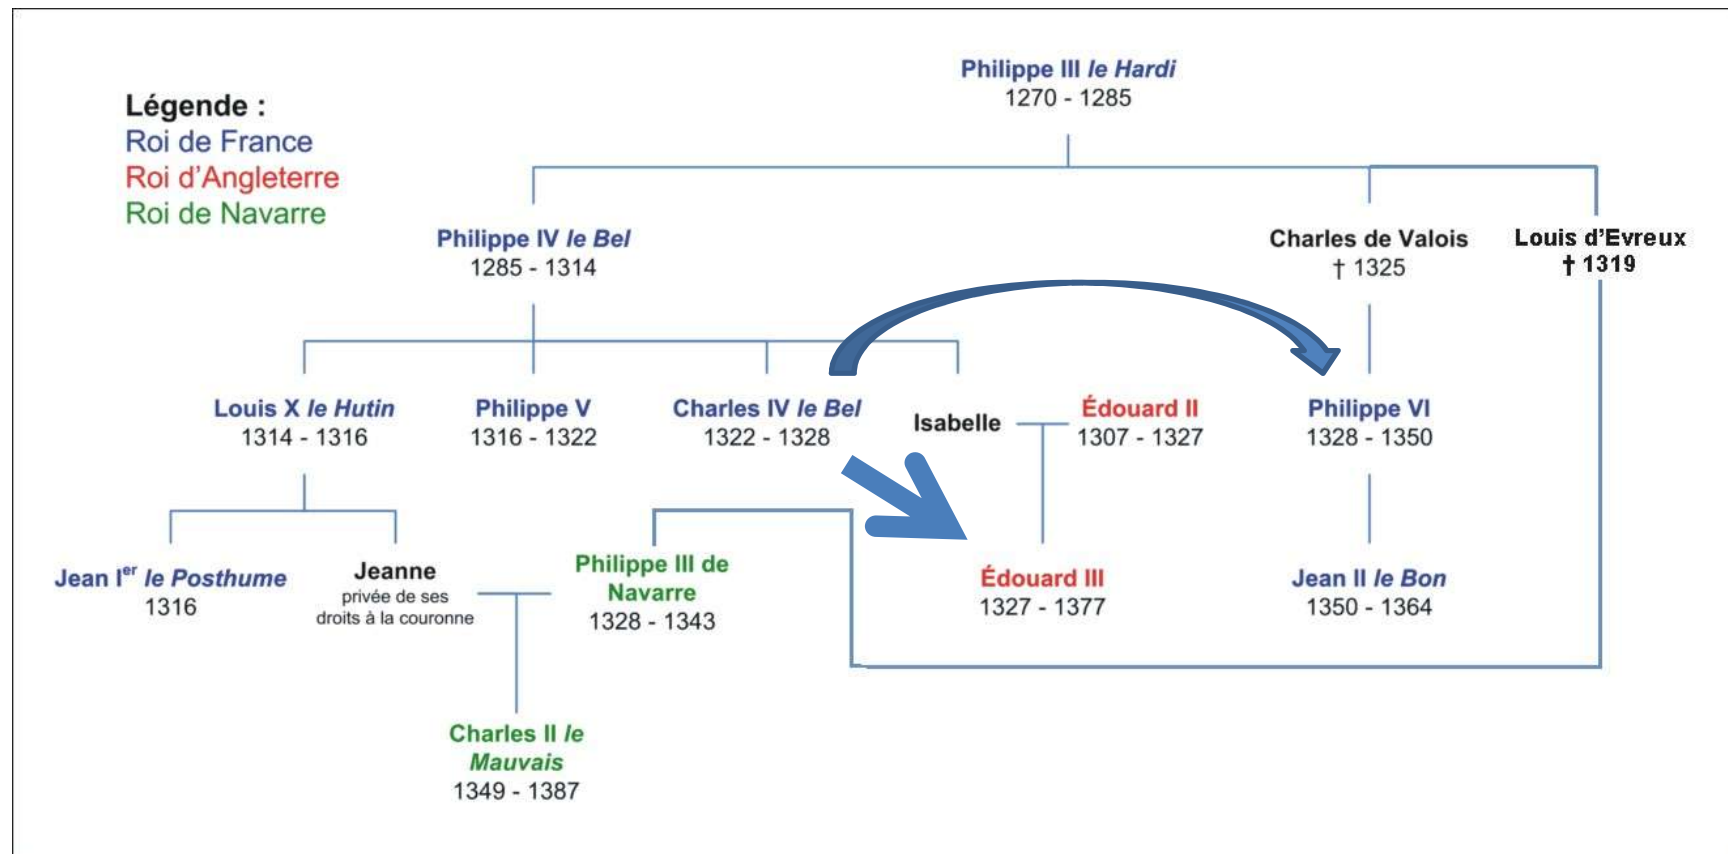 Légende :
Roi de France
Roi d'Angleterre
Roi de Navarre
Philippe III le Hardi
1270 - 1285
Philippe IV le Bel
1285 - 1314
Charles de Valois
† 1325
Louis d'Evreux
† 1319
Louis X le Hutin
1314 - 1316
Philippe V
1316 - 1322
Charles IV le Bel
1322 - 1328
Isabelle
Édouard II
1307 - 1327
Philippe VI
1328 - 1350
Jean Ier le Posthume
1316
Jeanne
privée de ses
droits à la couronne
Philippe III de
Navarre
1328 - 1343
Édouard III
1327 - 1377
Jean II le Bon
1350 - 1364
Charles II le
Mauvais
1349 - 1387